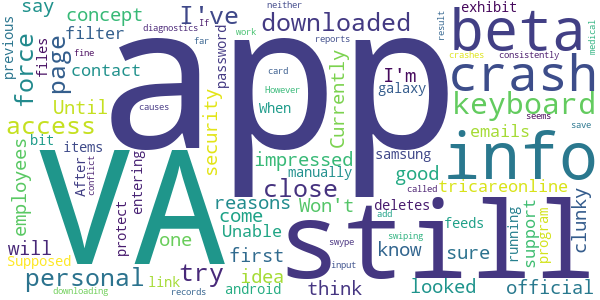 say
concept
I've
downloaded
exhibit
neither
If
diagnostics
work
reports
beta
medical
previous
force
files
page
filter
far
fine
password
app
card
result
crash
consistently
crashes
contact
Until
However
I'm
galaxy
keyboard
seems
save
access
security
When
Currently
samsung
emails
info
employees
bit
items
causes
After
conflict
entering
impressed
manually
good
deletes
tricareonline
VA
close
reasons
Won't
called
still
protect
come
add
know
feeds
sure
running
support
program
clunky
will
one
Unable
swype
swiping
Supposed
personal
link
try
first
idea
input
looked
official
downloading
records
android
think